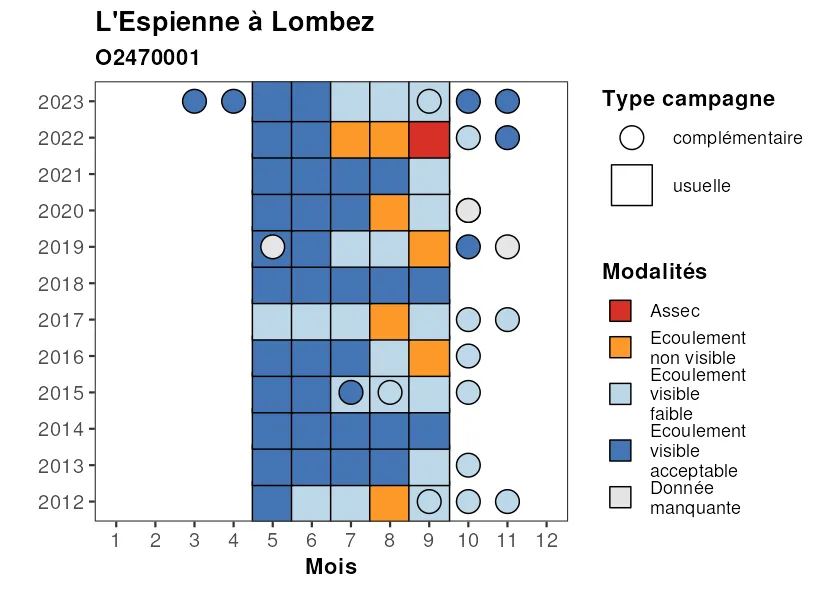 L'Espienne à Lombez
O2470001
2023
2022
2021
2020
2019
2018
2017
2016
2015
2014
2013
2012
1 2 3 4 5 6 7 8 9 10 11 12
Mois
Type campagne
complémentaire
usuelle
Modalités
Assec
Ecoulement
non visible
Ecoulement
visible
faible
Ecoulement
visible
acceptable
Donnée
manquante